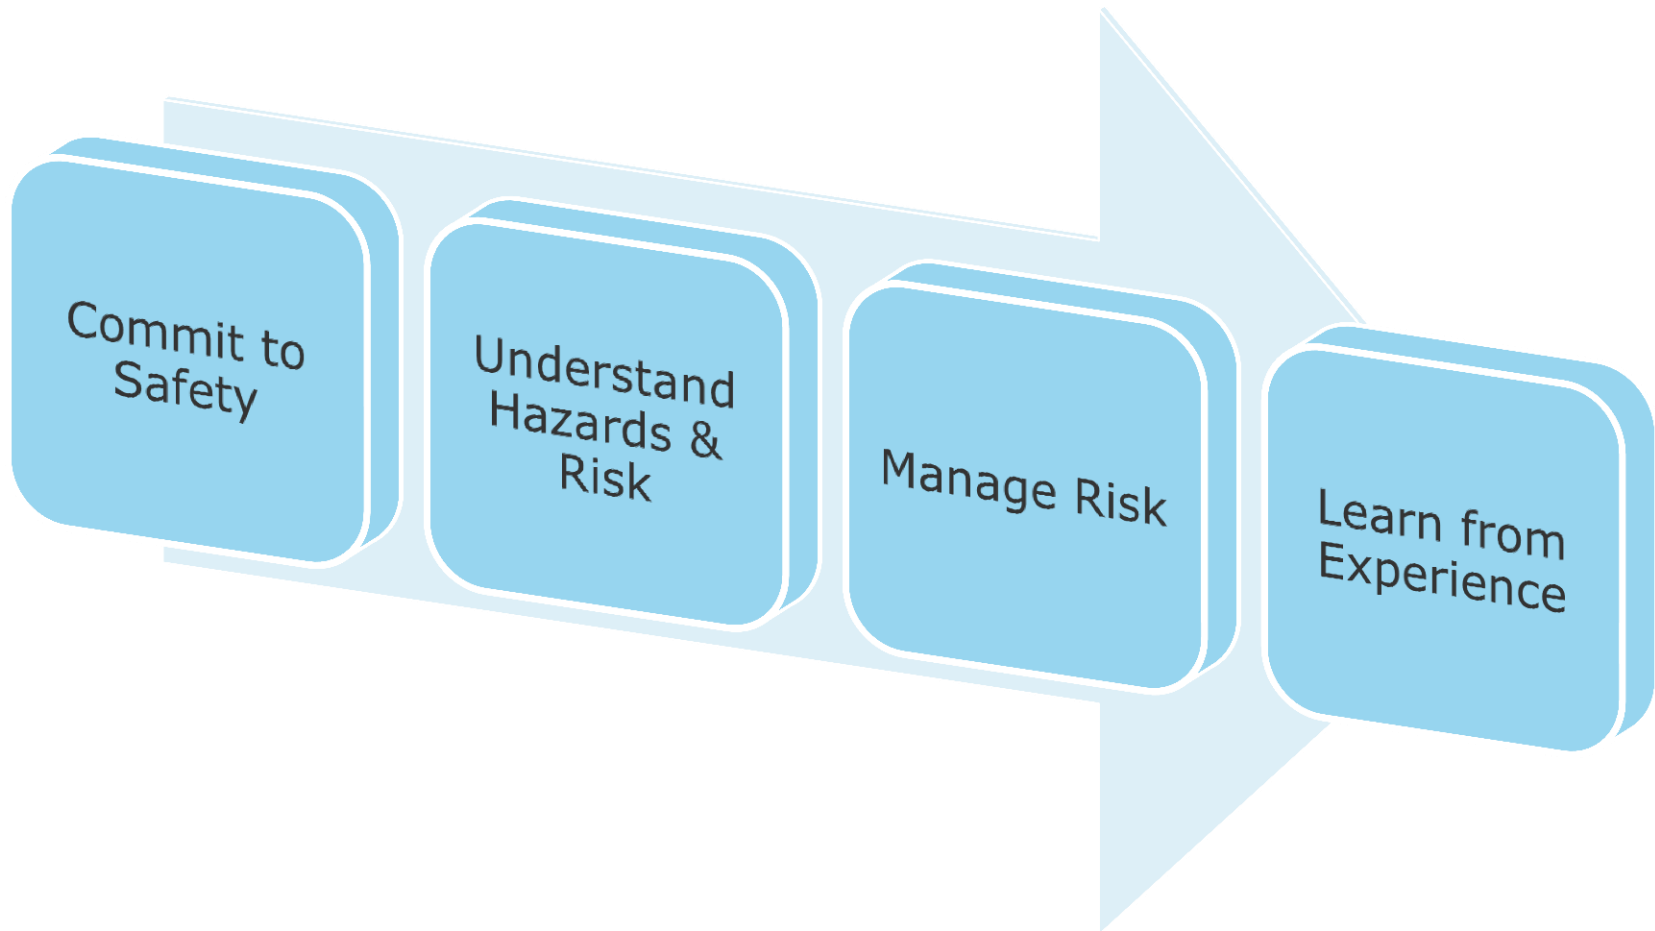 Commit to
Safety
Understand
Hazards &
Risk
Manage Risk
Learn from
Experience